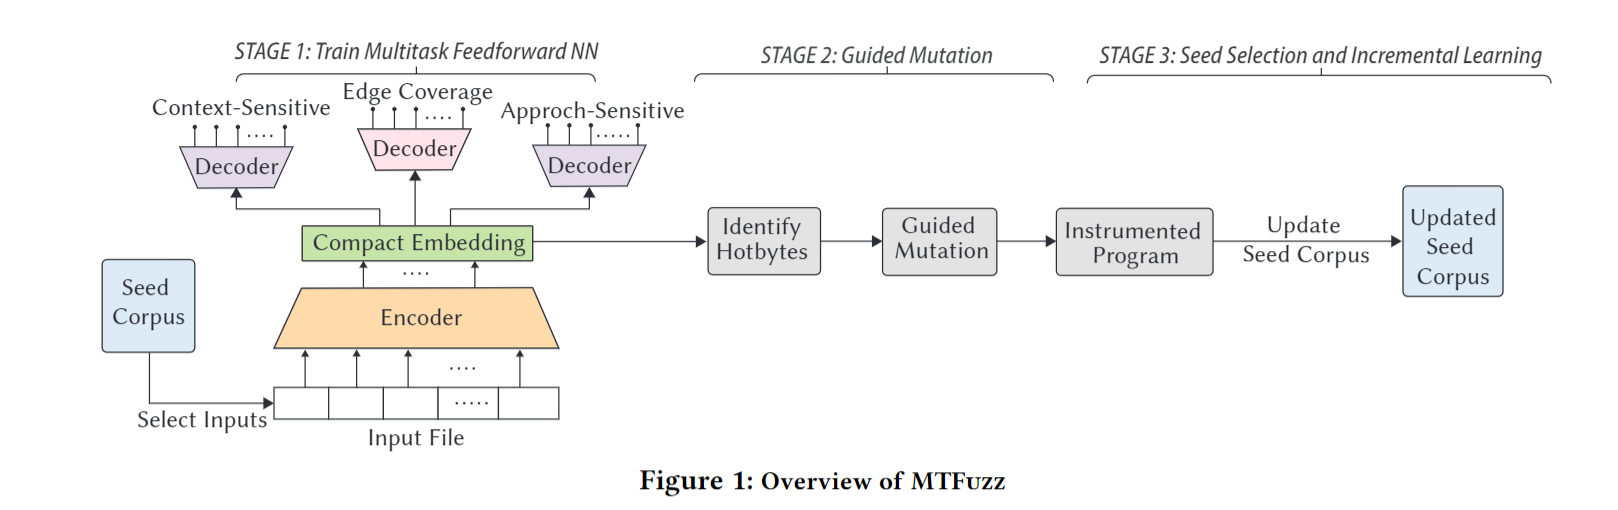 STAGE 1: Train Multitask Feedforward NN
STAGE 2: Guided Mutation
STAGE 3: Seed Selection and Incremental Learning
Context-Sensitive
Edge Coverage
Approch-Sensitive
....
....
.....
Decoder
Decoder
Decoder
Compact Embedding
....
Encoder
....
.....
Seed
Corpus
Select Inputs
Input File
Identify
Hotbytes
Guided
Mutation
Instrumented
Program
Update
Seed Corpus
Updated
Seed
Corpus
Figure 1: Overview of MTFuzz